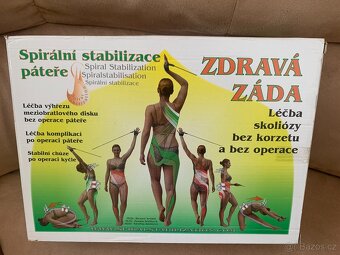 Spirální stabilizace
páteře
Spiral Stabilization
Spiralstabilisation
Spirální stabilizace
ZDRAVÁ
ZÁDA
Léčba výhřezu
meziobratlového disku
bez operace páteře
Léčba komplikací
po operaci páteře
Stabilní chůze
po operaci kyčle
Léčba
skoliózy
bez korzetu
a bez operace